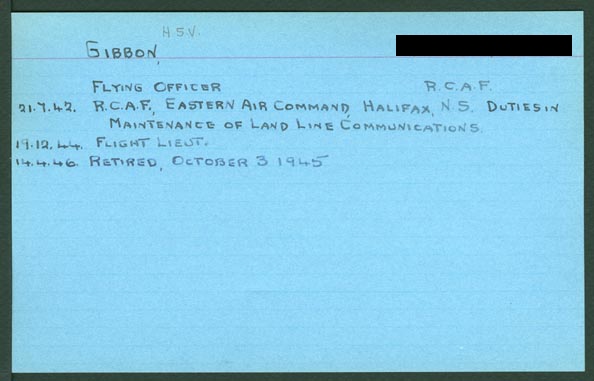 H.S.V.
GIBBON,
FLYING OFFICER R.C.A.F.
21.7.42. R.C.A.F., EASTERN AIR COMMAND, HALIFAX, N.S. DUTIES IN
MAINTENANCE OF LAND LINE COMMUNICATIONS.
19.12.44. FLIGHT LIEUT.
14.4.46. RETIRED, OCTOBER 3 1945